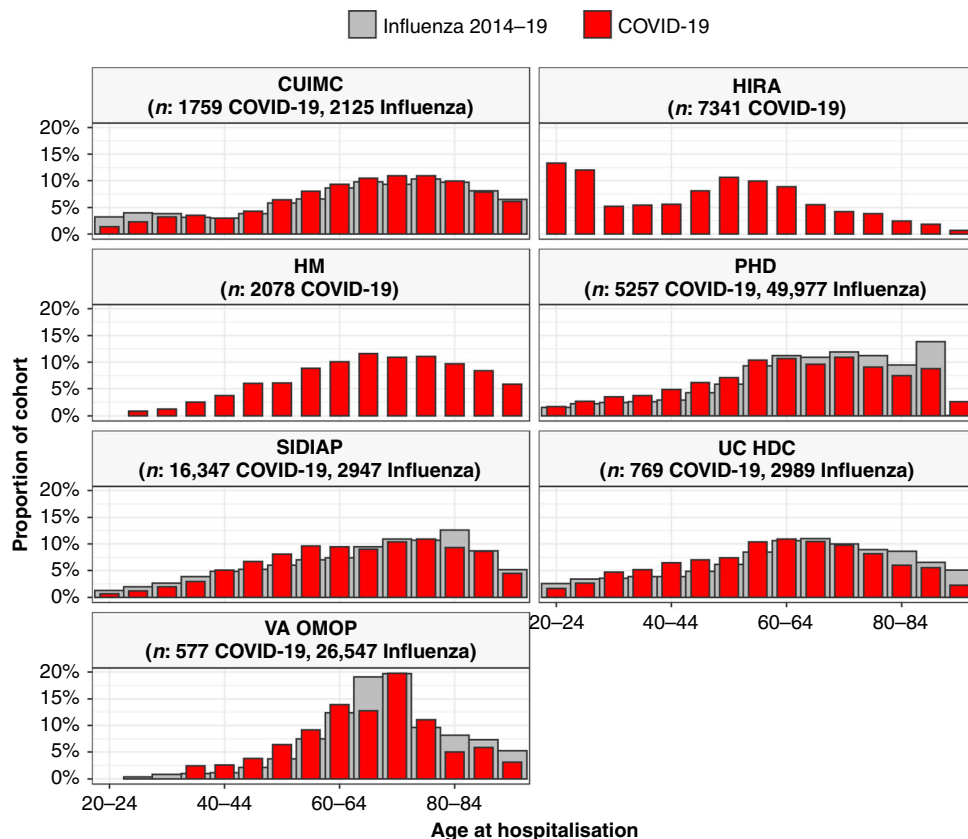 Influenza 2014–19 COVID-19
CUIMC
(n: 1759 COVID-19, 2125 Influenza)
20%
15%
10%
5%
0%
HIRA
(n: 7341 COVID-19)
HM
(n: 2078 COVID-19)
20%
15%
10%
5%
0%
PHD
(n: 5257 COVID-19, 49,977 Influenza)
SIDIAP
(n: 16,347 COVID-19, 2947 Influenza)
20%
15%
10%
5%
0%
UC HDC
(n: 769 COVID-19, 2989 Influenza)
20–24 40–44 60–64 80–84
VA OMOP
(n: 577 COVID-19, 26,547 Influenza)
20%
15%
10%
5%
0%
20–24 40–44 60–64 80–84
Proportion of cohort
Age at hospitalisation